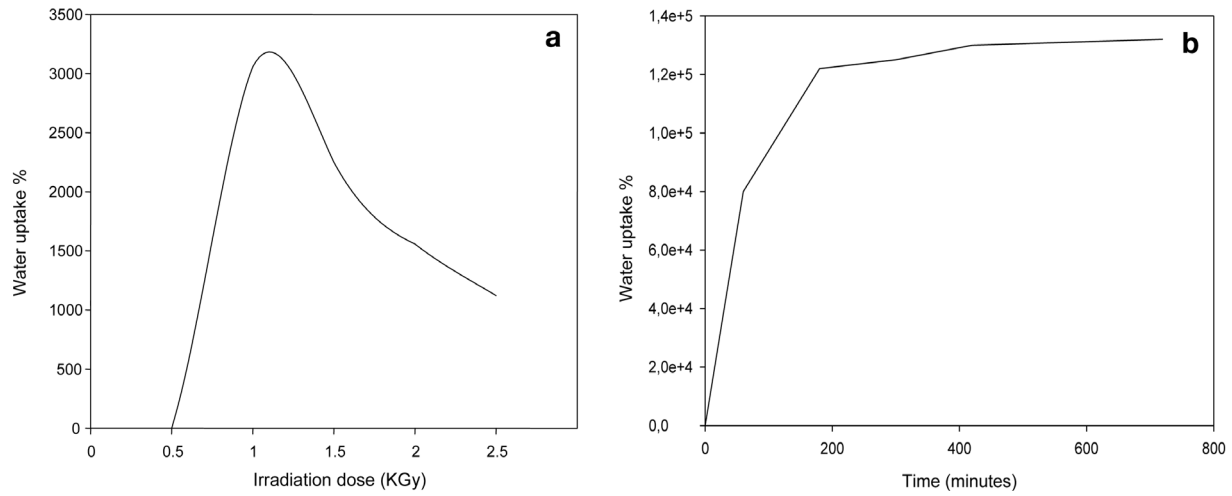 a
3500
3000
2500
2000
1500
1000
500
0
Water uptake %
0 0.5 1 1.5 2 2.5
Irradiation dose (KGy)
b
1,4e+5
1,2e+5
1,0e+5
8,0e+4
6,0e+4
4,0e+4
2,0e+4
0,0
Water uptake %
0 200 400 600 800
Time (minutes)